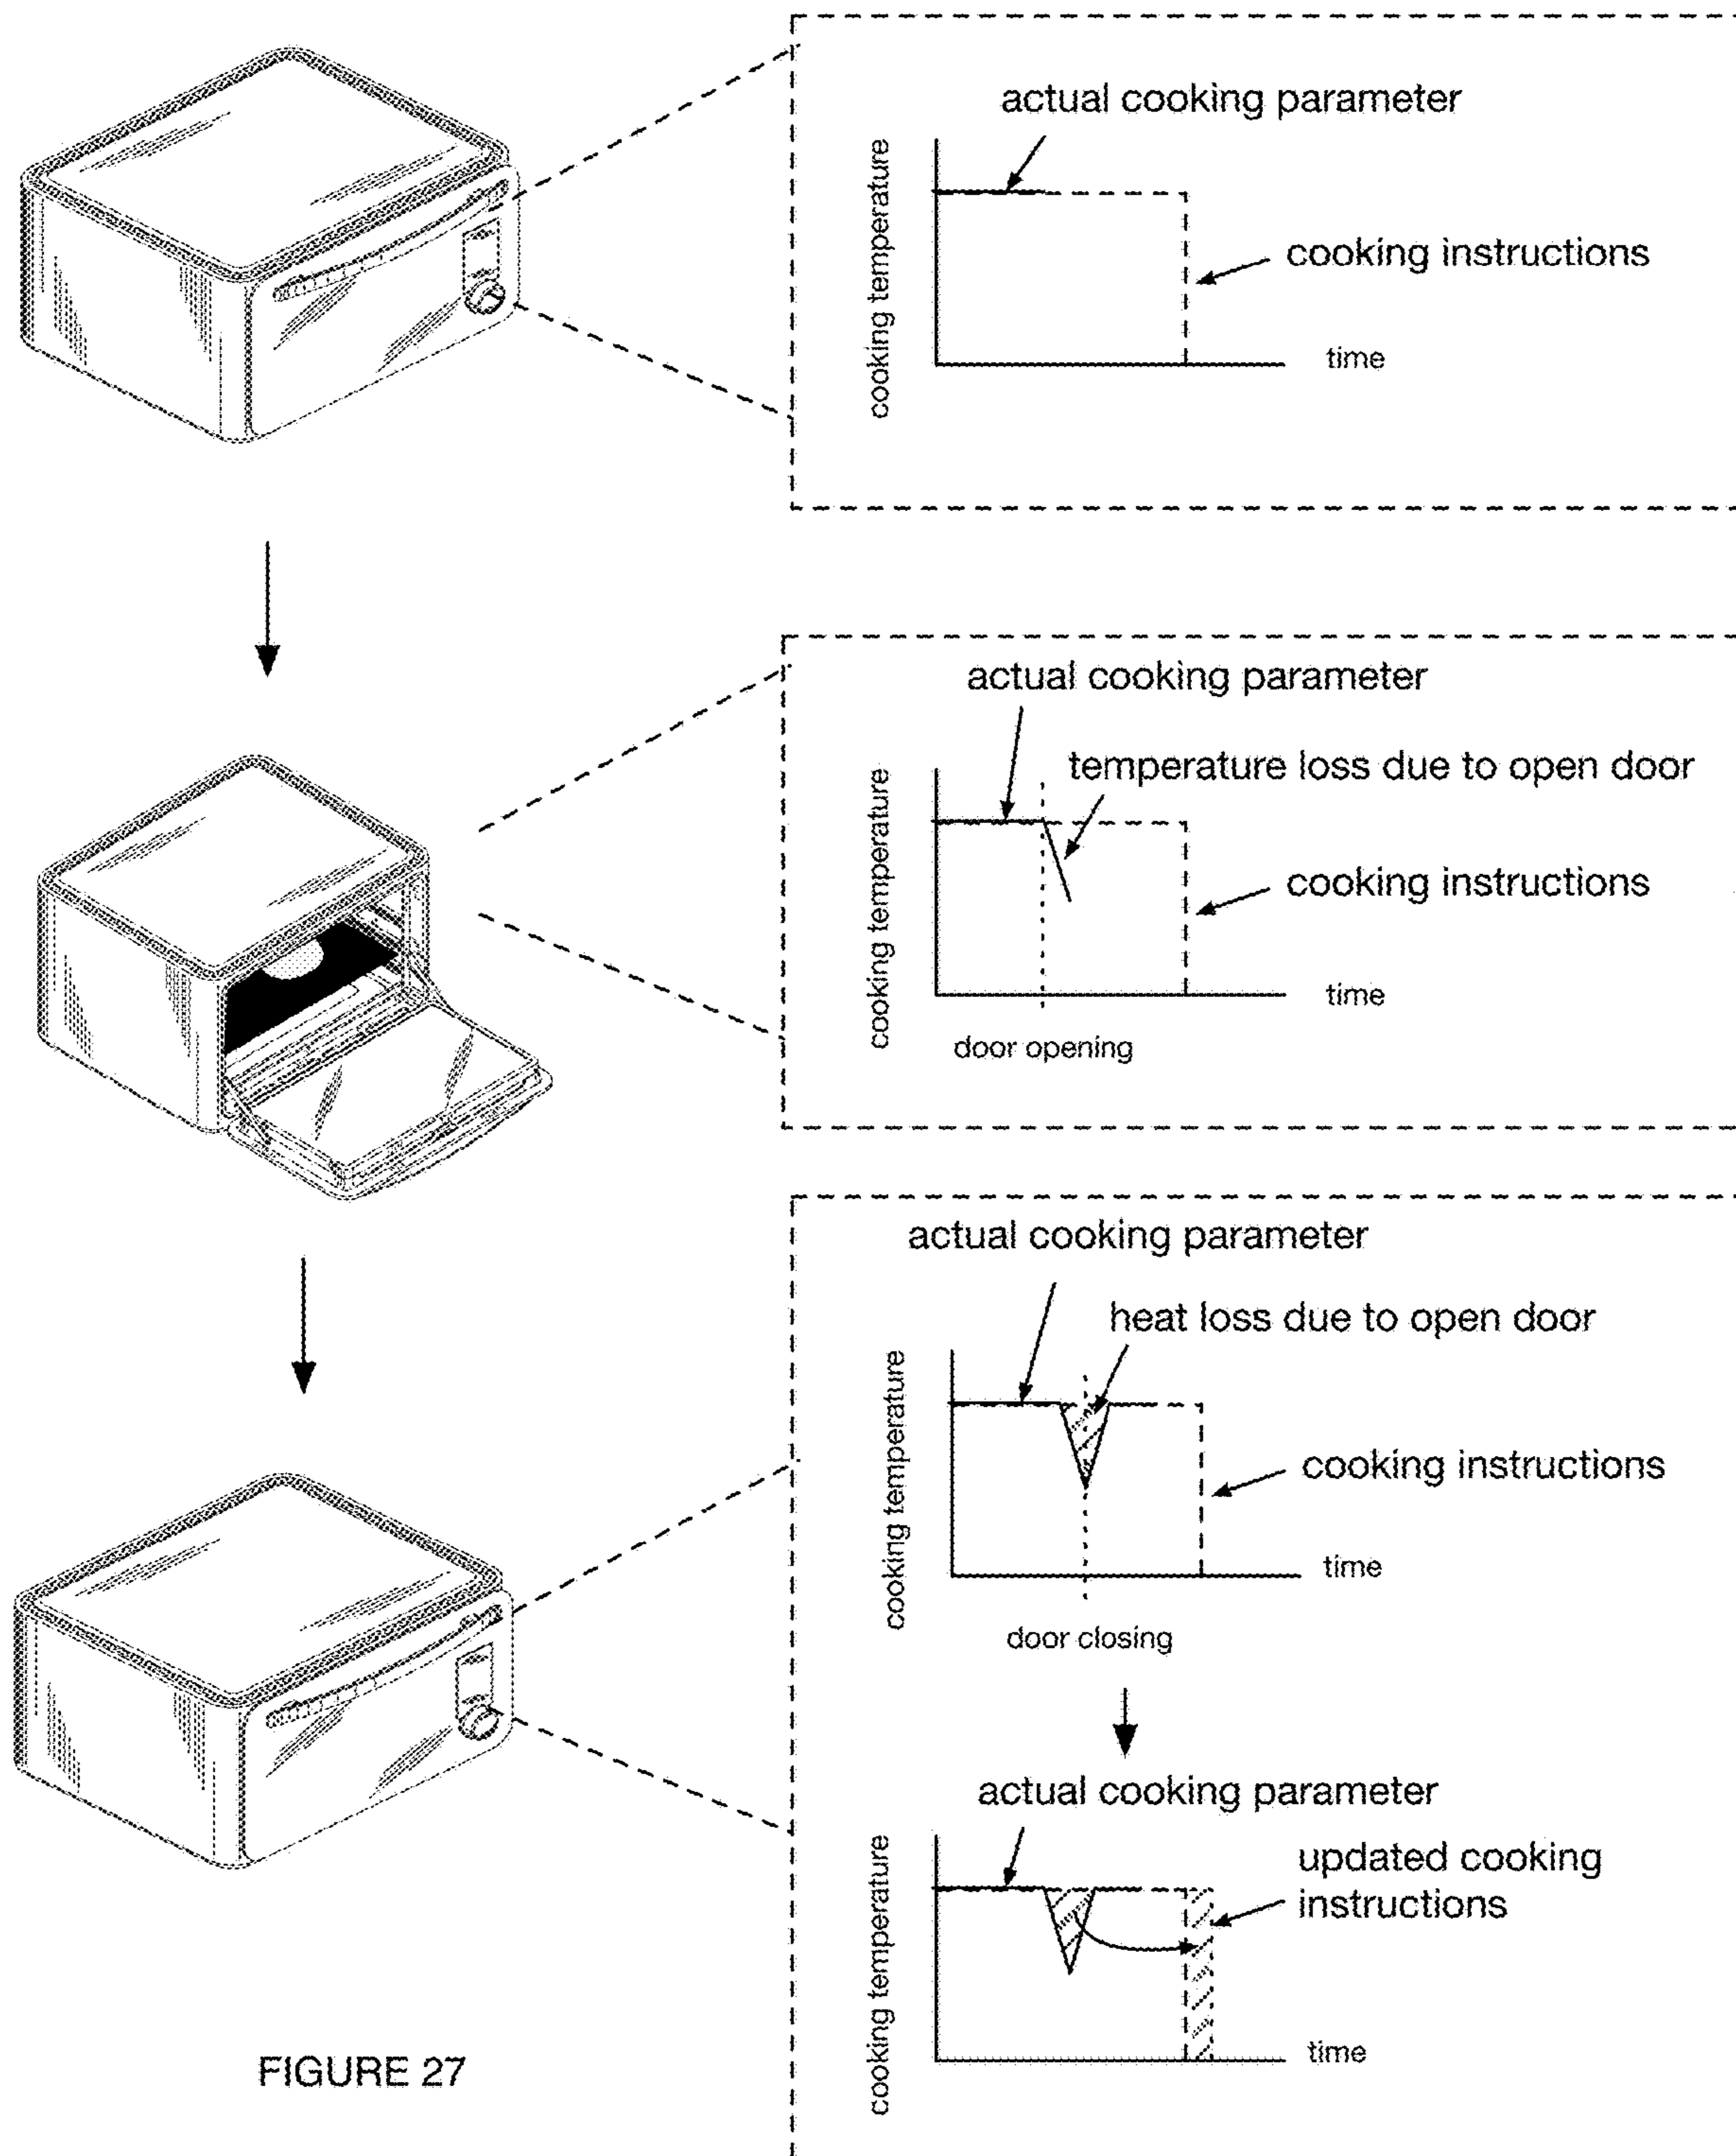 actual cooking parameter
cooking temperature
cooking instructions
time
actual cooking parameter
temperature loss due to open door
cooking temperature
cooking instructions
time
door opening
actual cooking parameter
heat loss due to open door
cooking temperature
cooking instructions
time
door closing
actual cooking parameter
cooking temperature
updated cooking
instructions
time
FIGURE 27